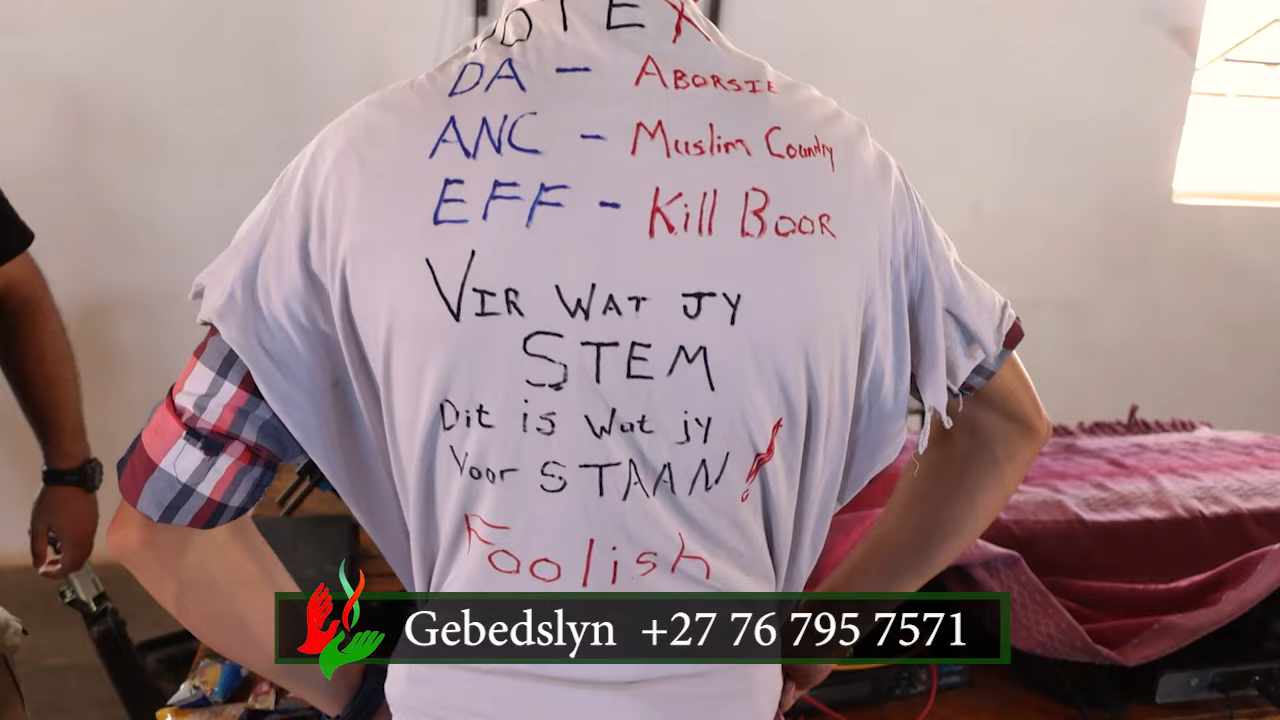 VOTE X
DA - ABORSIE
ANC - Muslim Country
EFF - Kill BOOR
VIR WAT JY
STEM
Dit is Wat jy
Voor STAAN!
Foolish
Gebedslyn +27 76 795 7571